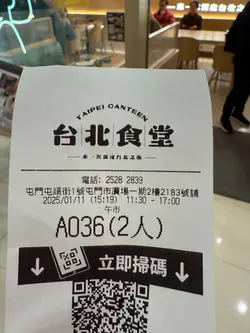 TAIPEI CANTEEN
台北食堂
電話: 2528 2839
屯門屯順街1號屯門市廣場一期2樓2183號舖
2025/01/11 (15:19) 11:30 - 17:00
午市
A036(2人)
立即掃碼